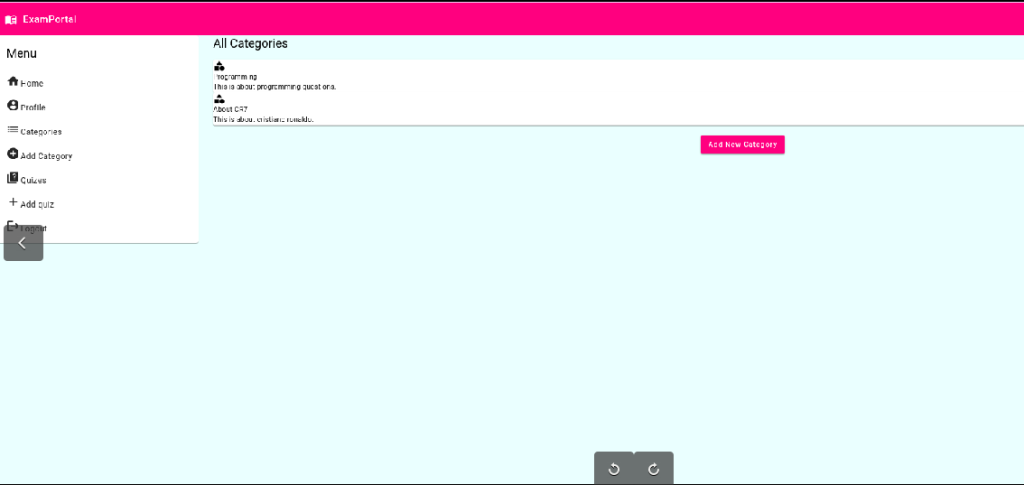 ExamPortal
Menu
Home
Profile
Categories
Add Category
Quizes
Add quiz
Logout
All Categories
Programming
This is about programming questions.
About CR7
This is about cristiano ronaldo.
Add New Category